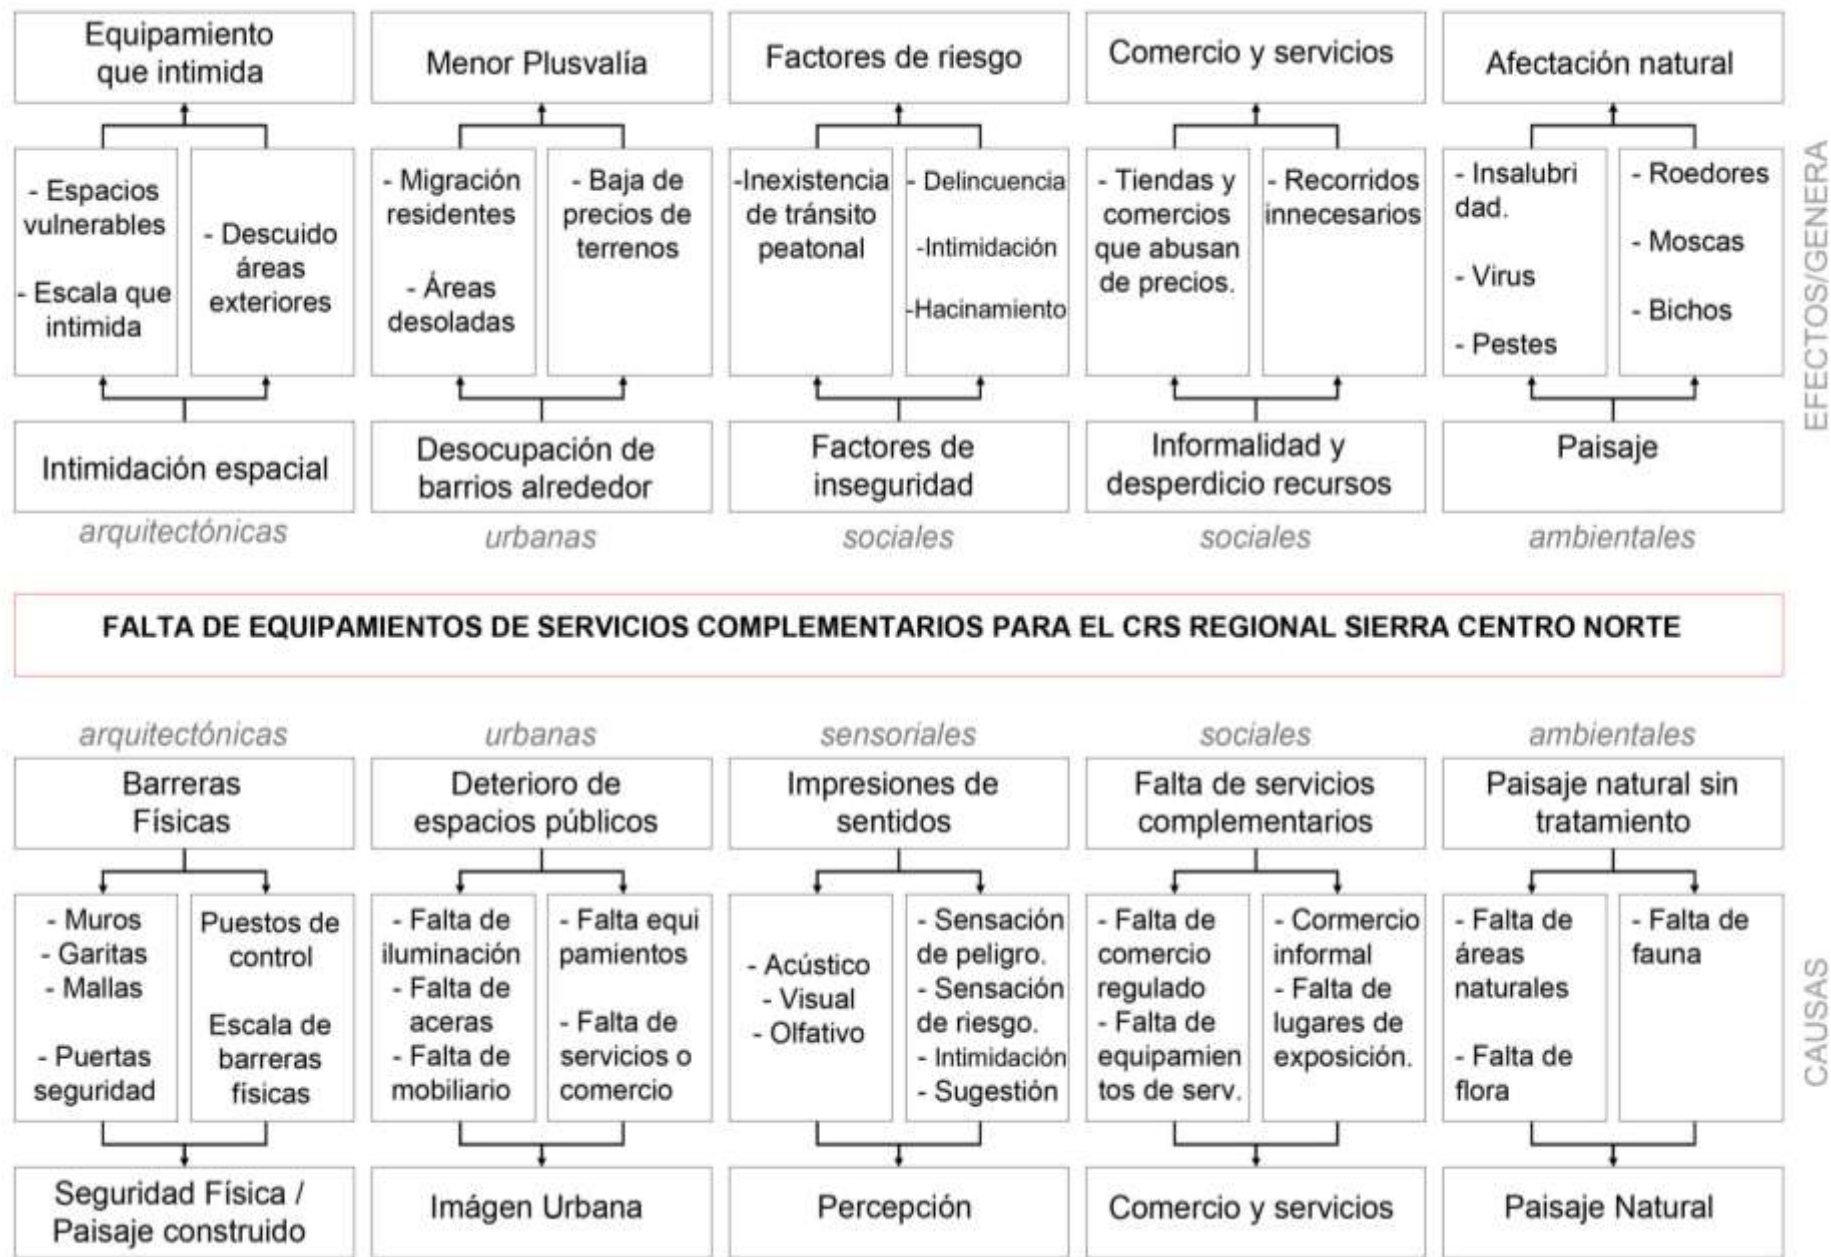 Equipamiento
que intimida
Menor Plusvalía
Factores de riesgo
Comercio y servicios
Afectación natural
- Espacios
vulnerables
- Escala que
intimida
- Descuido
áreas
exteriores
- Migración
residentes
- Áreas
desoladas
- Baja de
precios de
terrenos
-Inexistencia
de tránsito
peatonal
- Delincuencia
-Intimidación
-Hacinamiento
- Tiendas y
comercios
que abusan
de precios.
- Recorridos
innecesarios
- Insalubri
dad.
- Virus
- Pestes
- Roedores
- Moscas
- Bichos
EFECTOS/GENERA
Intimidación espacial
Desocupación de
barrios alrededor
Factores de
inseguridad
Informalidad y
desperdicio recursos
Paisaje
arquitectónicas
urbanas
sociales
sociales
ambientales
FALTA DE EQUIPAMIENTOS DE SERVICIOS COMPLEMENTARIOS PARA EL CRS REGIONAL SIERRA CENTRO NORTE
arquitectónicas
urbanas
sensoriales
sociales
ambientales
Barreras
Físicas
Deterioro de
espacios públicos
Impresiones de
sentidos
Falta de servicios
complementarios
Paisaje natural sin
tratamiento
- Muros
- Garitas
- Mallas
- Puertas
seguridad
Puestos de
control
Escala de
barreras
físicas
- Falta de
iluminación
- Falta de
aceras
- Falta de
mobiliario
- Falta equi
pamientos
- Falta de
servicios o
comercio
- Acústico
- Visual
- Olfativo
- Sensación
de peligro.
- Sensación
de riesgo.
- Intimidación
- Sugestión
- Falta de
comercio
regulado
- Falta de
equipamien
tos de serv.
- Cormercio
informal
- Falta de
lugares de
exposición.
- Falta de
áreas
naturales
- Falta de
flora
- Falta de
fauna
CAUSAS
Seguridad Física /
Paisaje construido
Imágen Urbana
Percepción
Comercio y servicios
Paisaje Natural